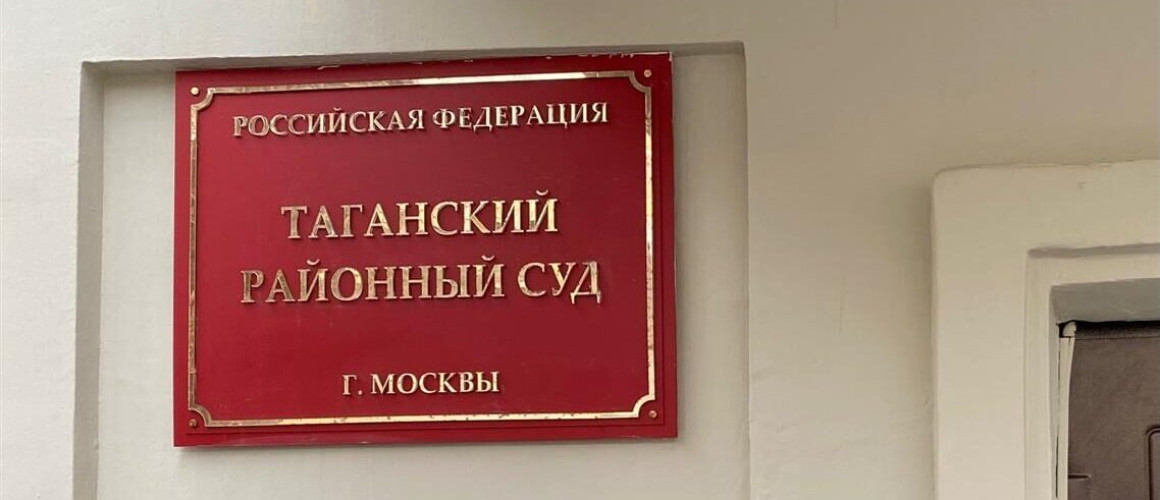 РОССИЙСКАЯ ФЕДЕРАЦИЯ
ТАГАНСКИЙ
РАЙОННЫЙ СУД
Г. МОСКВЫ